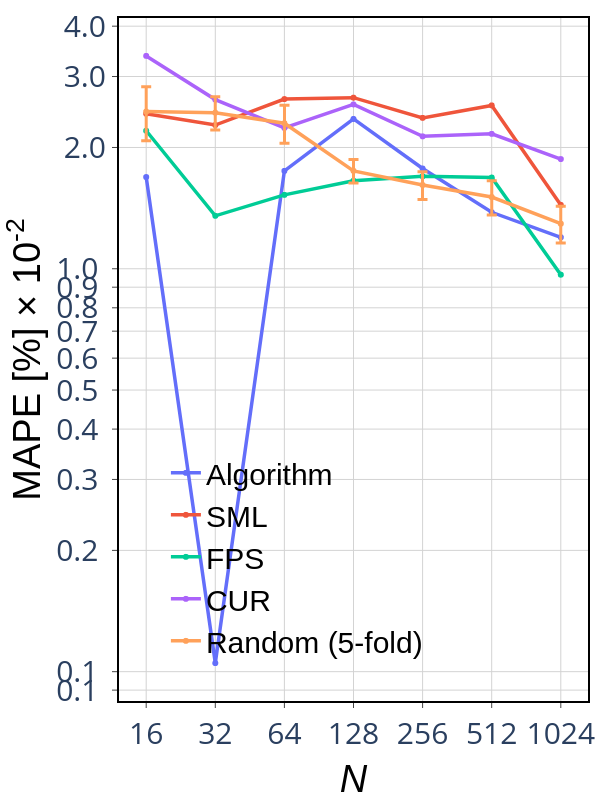 4.0
3.0
2.0
1.0
0.9
0.8
0.7
0.6
0.5
0.4
0.3
0.2
0.1
0.1
MAPE [%] × 10⁻²
Algorithm
SML
FPS
CUR
Random (5-fold)
16 32 64 128 256 512 1024
N